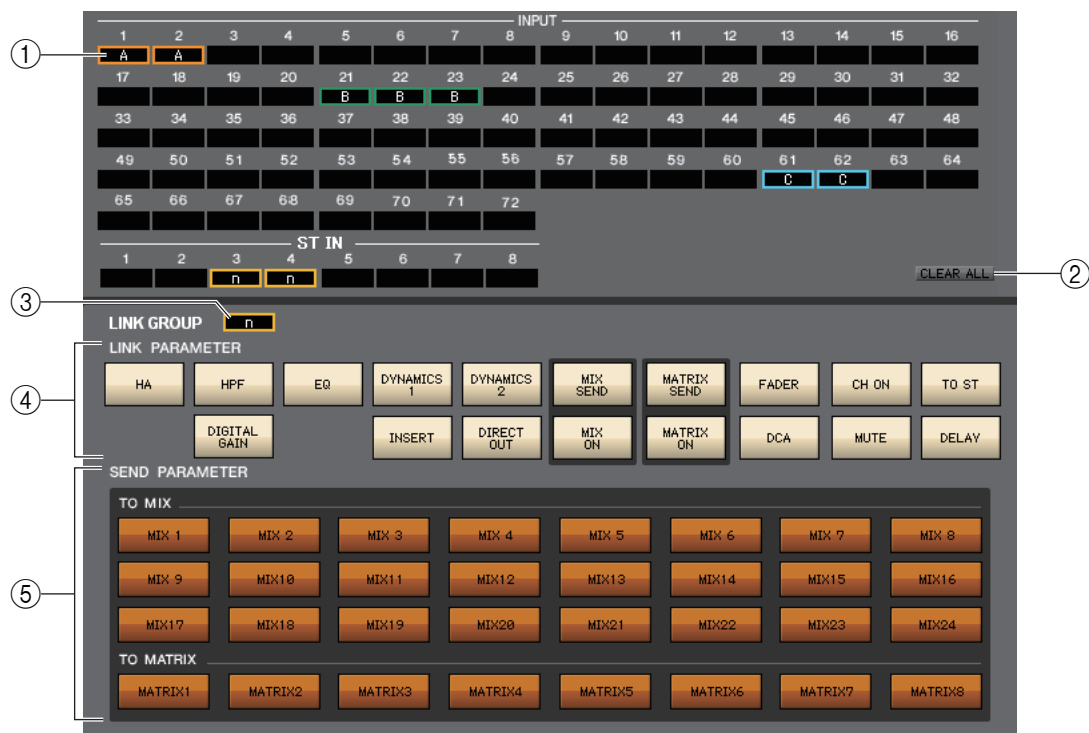 INPUT
1 2 3 4 5 6 7 8 9 10 11 12 13 14 15 16
① A A
17 18 19 20 21 22 23 24 25 26 27 28 29 30 31 32
B B B
33 34 35 36 37 38 39 40 41 42 43 44 45 46 47 48
49 50 51 52 53 54 55 56 57 58 59 60 61 62 63 64
C C
65 66 67 68 69 70 71 72
ST IN
1 2 3 4 5 6 7 8
n n
CLEAR ALL ②
③
LINK GROUP n
LINK PARAMETER
④
HA HPF EQ DYNAMICS 1 DYNAMICS 2 MIX SEND MATRIX SEND FADER CH ON TO ST
DIGITAL GAIN INSERT DIRECT OUT MIX ON MATRIX ON DCA MUTE DELAY
SEND PARAMETER
⑤
TO MIX
MIX 1 MIX 2 MIX 3 MIX 4 MIX 5 MIX 6 MIX 7 MIX 8
MIX 9 MIX10 MIX11 MIX12 MIX13 MIX14 MIX15 MIX16
MIX17 MIX18 MIX19 MIX20 MIX21 MIX22 MIX23 MIX24
TO MATRIX
MATRIX1 MATRIX2 MATRIX3 MATRIX4 MATRIX5 MATRIX6 MATRIX7 MATRIX8